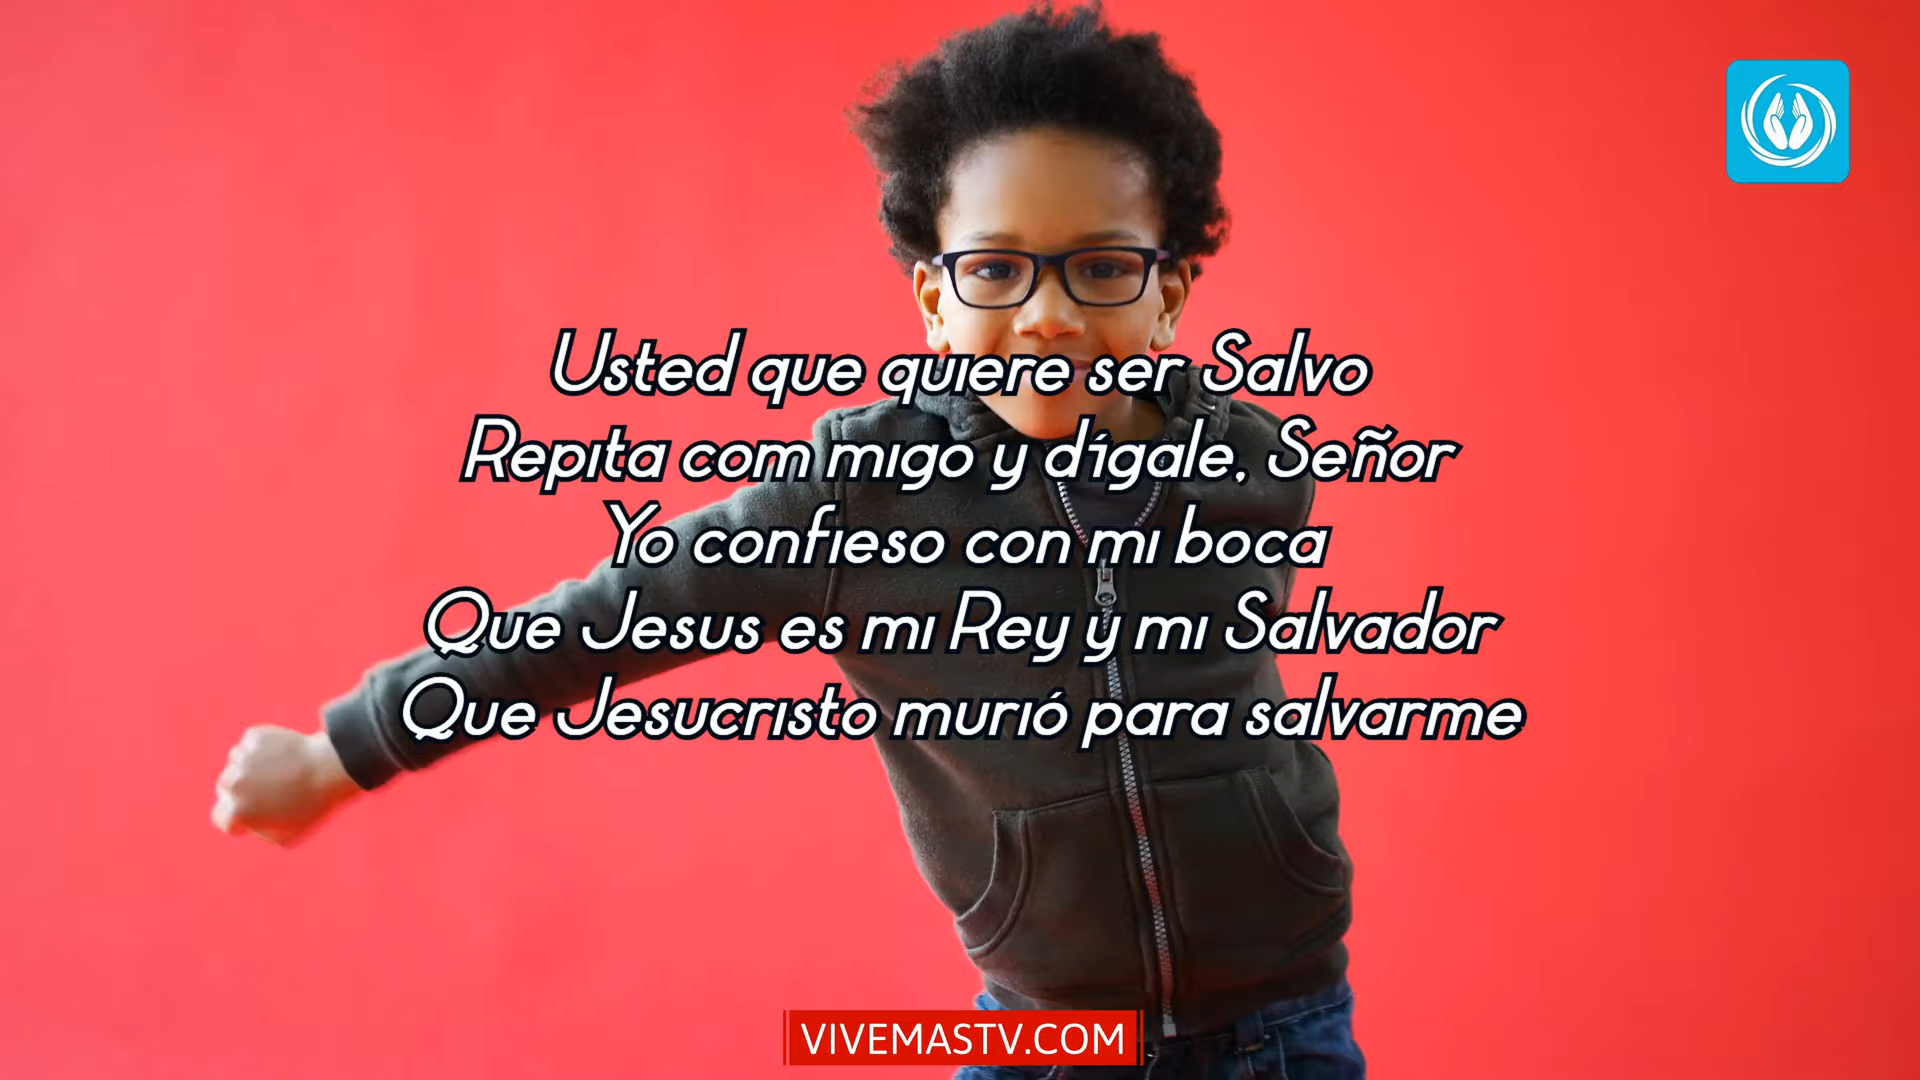 Usted que quiere ser Salvo
Repita com migo y dígale, Señor
Yo confieso con mi boca
Que Jesus es mi Rey y mi Salvador
Que Jesucristo murió para salvarme
VIVEMASTV.COM